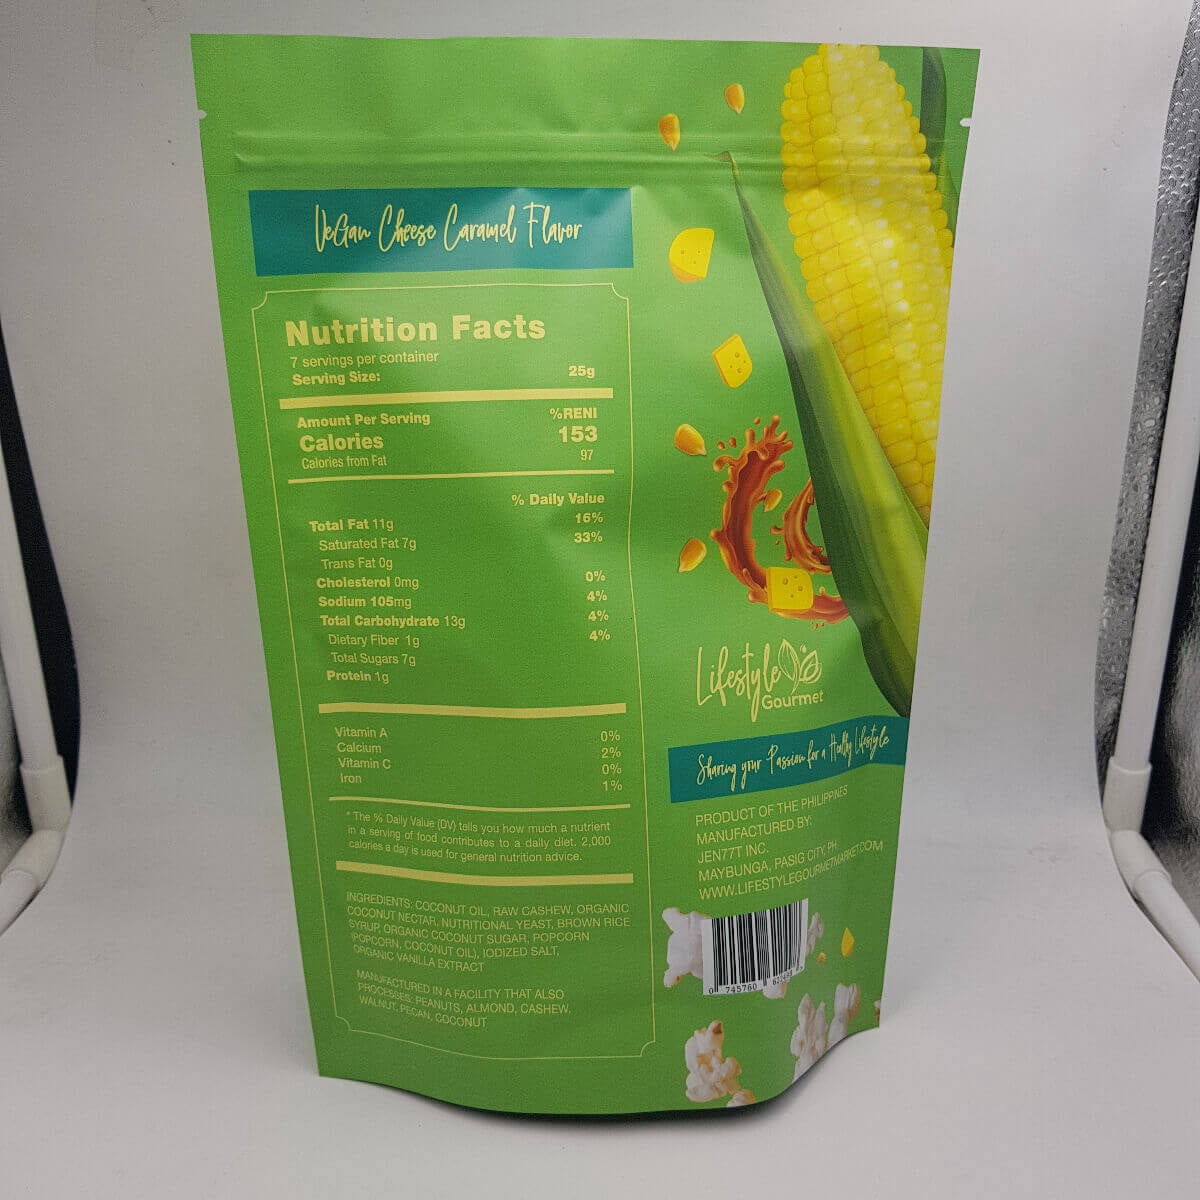 VeGan Cheese Caramel Flavor
Nutrition Facts
7 servings per container
Serving Size: 25g
Amount Per Serving %RENI
Calories 153
Calories from Fat 97
% Daily Value
Total Fat 11g 16%
Saturated Fat 7g 33%
Trans Fat 0g
Cholesterol 0mg 0%
Sodium 105mg 4%
Total Carbohydrate 13g 4%
Dietary Fiber 1g 4%
Total Sugars 7g
Protein 1g
Vitamin A 0%
Calcium 2%
Vitamin C 0%
Iron 1%
* The % Daily Value (DV) tells you how much a nutrient
in a serving of food contributes to a daily diet. 2,000
calories a day is used for general nutrition advice.
INGREDIENTS: COCONUT OIL, RAW CASHEW, ORGANIC
COCONUT NECTAR, NUTRITIONAL YEAST, BROWN RICE
SYRUP, ORGANIC COCONUT SUGAR, POPCORN
(POPCORN, COCONUT OIL), IODIZED SALT,
ORGANIC VANILLA EXTRACT
MANUFACTURED IN A FACILITY THAT ALSO
PROCESSES: PEANUTS, ALMOND, CASHEW,
WALNUT, PECAN, COCONUT
Lifestyle
Gourmet
Sharing your Passion for a Healthy Lifestyle
PRODUCT OF THE PHILIPPINES
MANUFACTURED BY:
JEN77T INC.
MAYBUNGA, PASIG CITY, PH
WWW.LIFESTYLEGOURMETMARKET.COM
0 745760